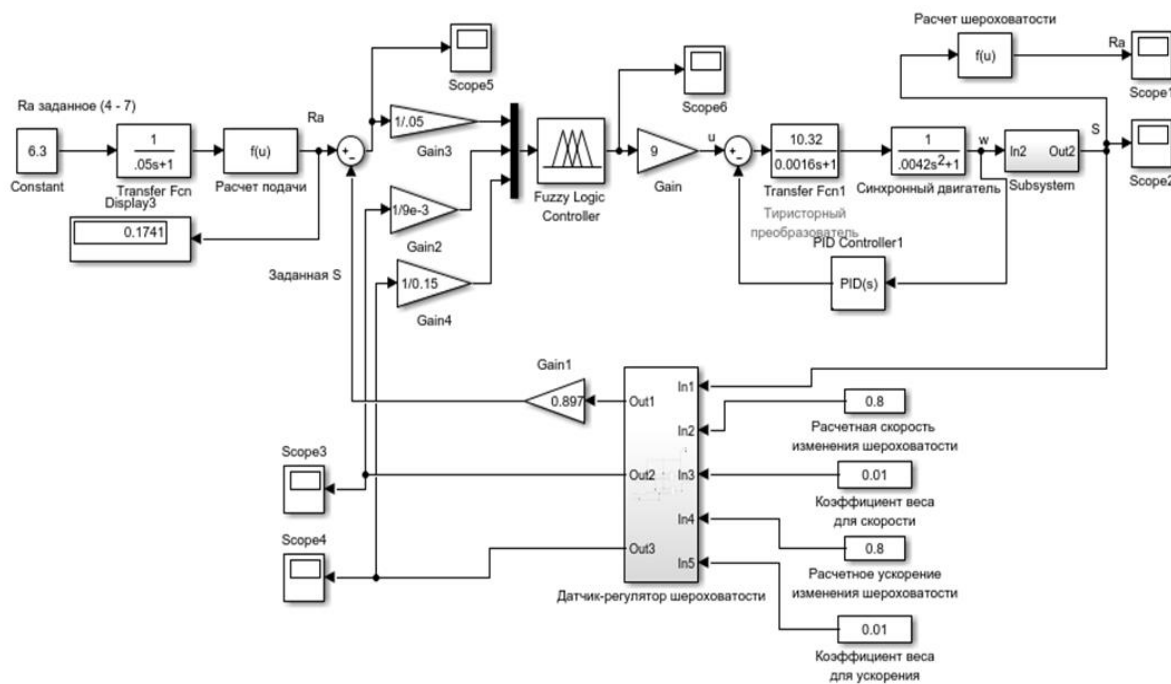 Расчет шероховатости
f(u)
Ra
Scope1
Scope5
Scope6
Ra заданное (4 - 7)
6.3
Constant
1
.05s+1
Transfer Fcn
f(u)
Расчет подачи
Ra
Display3
0.1741
+
-
1/.05
Gain3
1/9e-3
Gain2
1/0.15
Gain4
Заданная S
Fuzzy Logic
Controller
9
Gain
u
+
-
10.32
0.0016s+1
Transfer Fcn1
Тиристорный
преобразователь
1
.0042s²+1
Синхронный двигатель
w
In2
Out2
Subsystem
S
Scope2
PID Controller1
PID(s)
Gain1
0.897
Out1
Out2
Out3
In1
In2
In3
In4
In5
Датчик-регулятор шероховатости
0.8
Расчетная скорость
изменения шероховатости
0.01
Коэффициент веса
для скорости
0.8
Расчетное ускорение
изменения шероховатости
0.01
Коэффициент веса
для ускорения
Scope3
Scope4